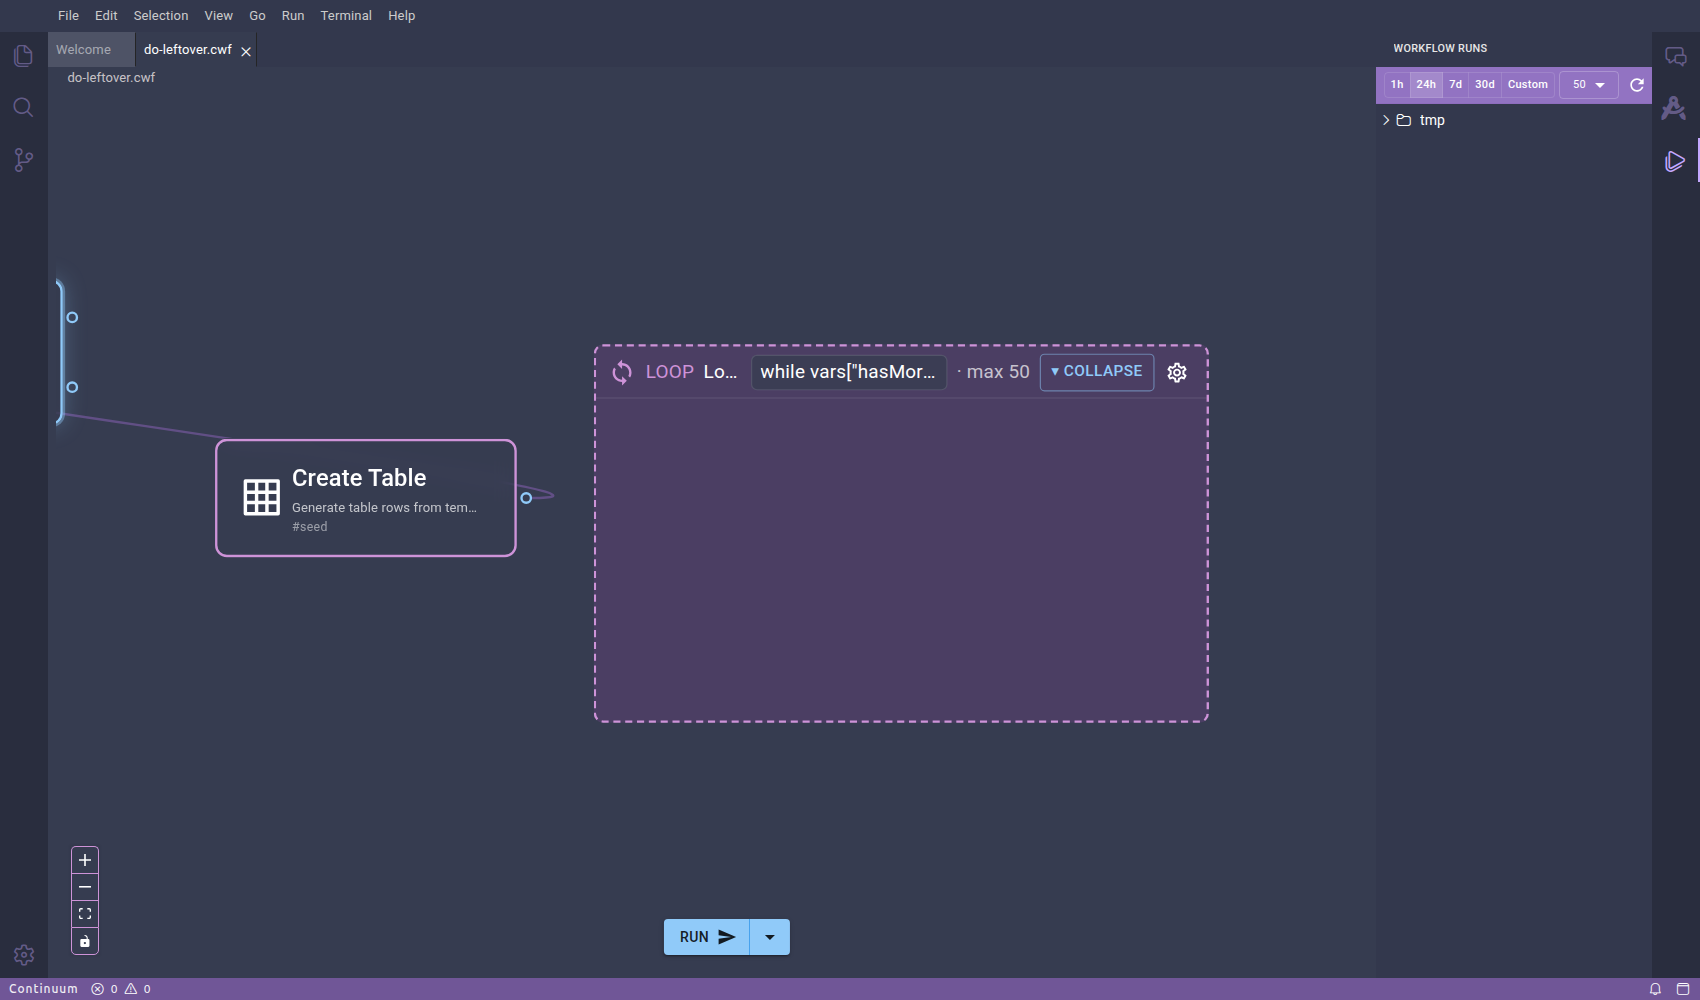 File Edit Selection View Go Run Terminal Help
Welcome do-leftover.cwf
do-leftover.cwf
WORKFLOW RUNS
1h 24h 7d 30d Custom 50
tmp
LOOP Lo... while vars["hasMor... · max 50 ▾ COLLAPSE
Create Table
Generate table rows from tem...
#seed
RUN
Continuum 0 0